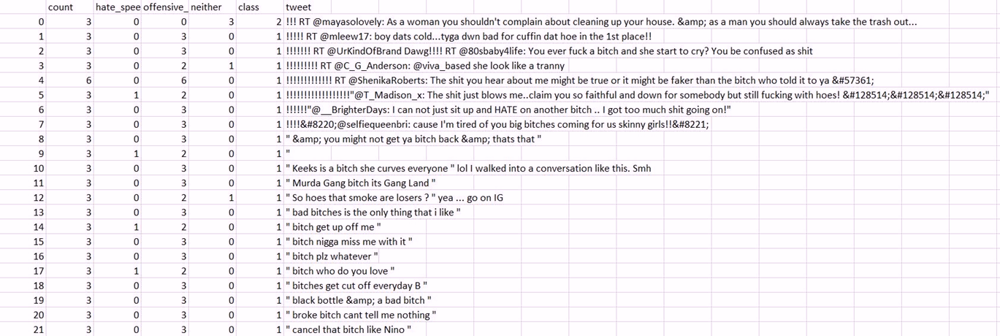 count hate_spee offensive_ neither class tweet
0 3 0 0 3 2 !!! RT @mayasolovely: As a woman you shouldn't complain about cleaning up your house. &amp; as a man you should always take the trash out...
1 3 0 3 0 1 !!!!! RT @mleew17: boy dats cold...tyga dwn bad for cuffin dat hoe in the 1st place!!
2 3 0 3 0 1 !!!!!!! RT @UrKindOfBrand Dawg!!!! RT @80sbaby4life: You ever fuck a bitch and she start to cry? You be confused as shit
3 3 0 2 1 1 !!!!!!!!! RT @C_G_Anderson: @viva_based she look like a tranny
4 6 0 6 0 1 !!!!!!!!!!!!! RT @ShenikaRoberts: The shit you hear about me might be true or it might be faker than the bitch who told it to ya &#57361;
5 3 1 2 0 1 !!!!!!!!!!!!!!!!!!"@T_Madison_x: The shit just blows me..claim you so faithful and down for somebody but still fucking with hoes! &#128514;&#128514;&#128514;"
6 3 0 3 0 1 !!!!!!"@__BrighterDays: I can not just sit up and HATE on another bitch .. I got too much shit going on!"
7 3 0 3 0 1 !!!!&#8220;@selfiequeenbri: cause I'm tired of you big bitches coming for us skinny girls!!&#8221;
8 3 0 3 0 1 " &amp; you might not get ya bitch back &amp; thats that "
9 3 1 2 0 1 "
10 3 0 3 0 1 " Keeks is a bitch she curves everyone " lol I walked into a conversation like this. Smh
11 3 0 3 0 1 " Murda Gang bitch its Gang Land "
12 3 0 2 1 1 " So hoes that smoke are losers ? " yea ... go on IG
13 3 0 3 0 1 " bad bitches is the only thing that i like "
14 3 1 2 0 1 " bitch get up off me "
15 3 0 3 0 1 " bitch nigga miss me with it "
16 3 0 3 0 1 " bitch plz whatever "
17 3 1 2 0 1 " bitch who do you love "
18 3 0 3 0 1 " bitches get cut off everyday B "
19 3 0 3 0 1 " black bottle &amp; a bad bitch "
20 3 0 3 0 1 " broke bitch cant tell me nothing "
21 3 0 3 0 1 " cancel that bitch like Nino "